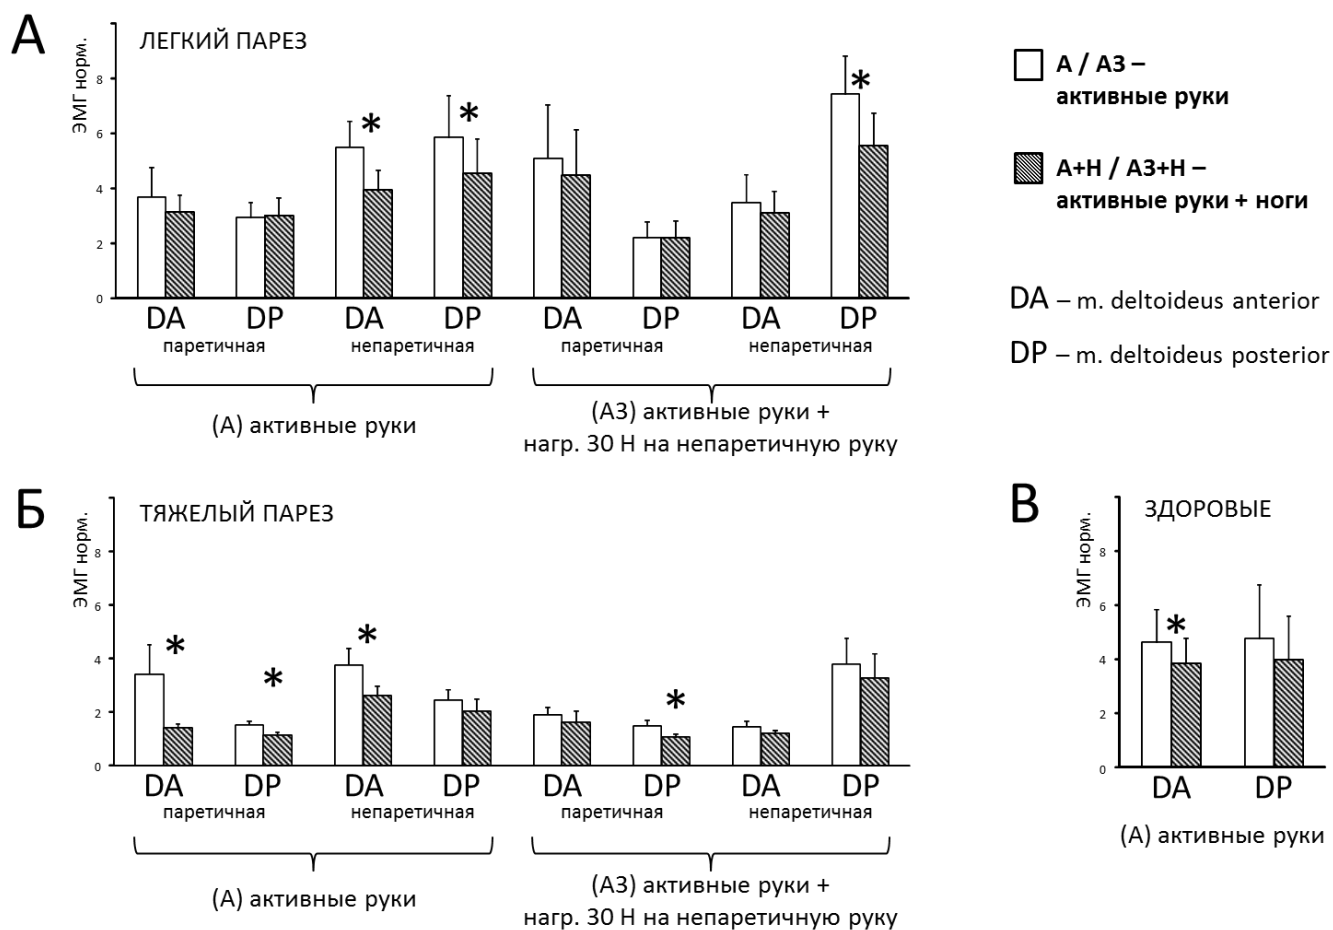 А
ЛЕГКИЙ ПАРЕЗ
ЭМГ норм.
8
6
4
2
0
*
*
*
DA DP DA DP DA DP DA DP
паретичная непаретичная паретичная непаретичная
(А) активные руки
(А3) активные руки +
нагр. 30 Н на непаретичную руку
А / А3 –
активные руки
А+Н / А3+Н –
активные руки + ноги
DA – m. deltoideus anterior
DP – m. deltoideus posterior
Б
ТЯЖЕЛЫЙ ПАРЕЗ
ЭМГ норм.
8
6
4
2
0
*
*
*
*
DA DP DA DP DA DP DA DP
паретичная непаретичная паретичная непаретичная
(А) активные руки
(А3) активные руки +
нагр. 30 Н на непаретичную руку
В
ЗДОРОВЫЕ
ЭМГ норм.
8
6
4
2
0
*
DA DP
(А) активные руки